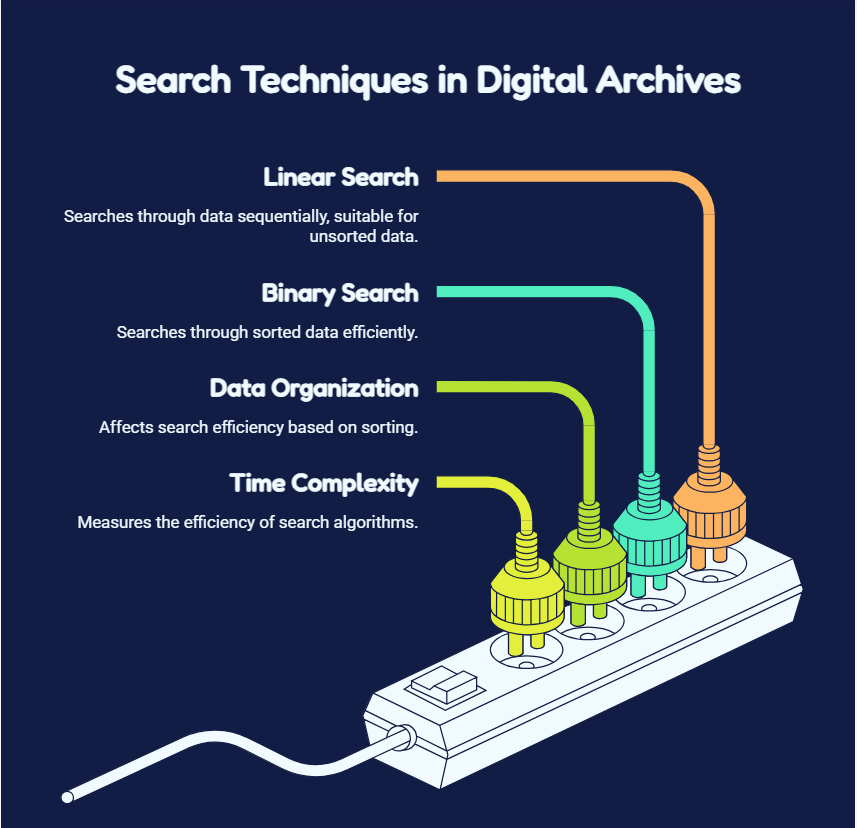 Search Techniques in Digital Archives
Linear Search
Searches through data sequentially, suitable for
unsorted data.
Binary Search
Searches through sorted data efficiently.
Data Organization
Affects search efficiency based on sorting.
Time Complexity
Measures the efficiency of search algorithms.